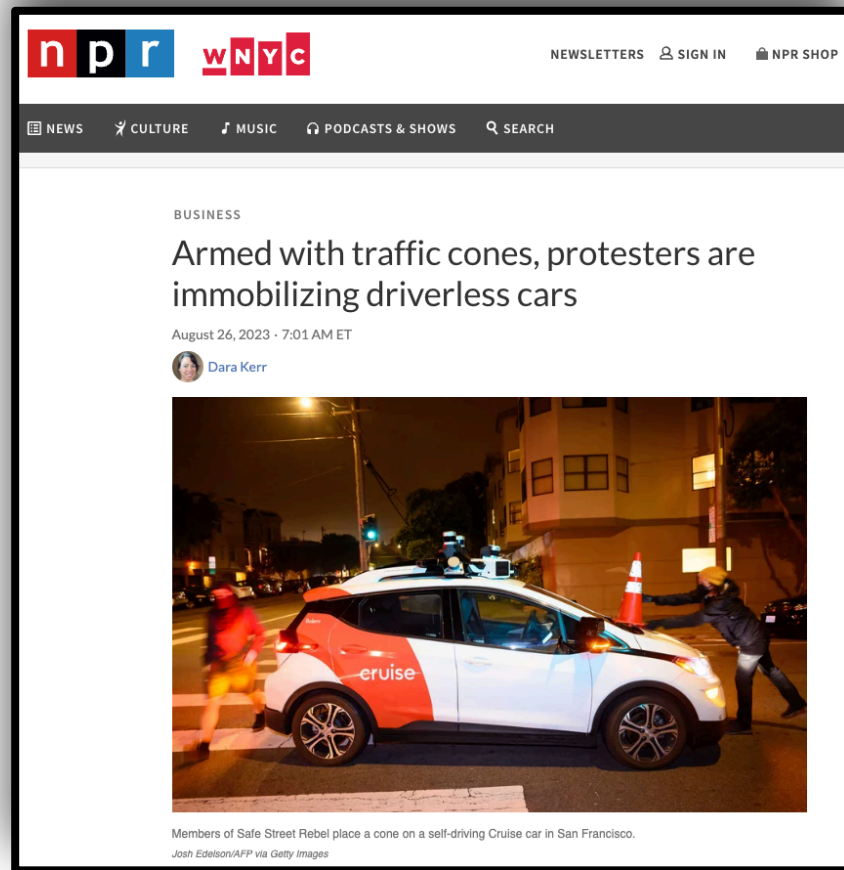 npr WNYC NEWSLETTERS SIGN IN NPR SHOP
NEWS CULTURE MUSIC PODCASTS & SHOWS SEARCH
BUSINESS
Armed with traffic cones, protesters are
immobilizing driverless cars
August 26, 2023 · 7:01 AM ET
Dara Kerr
cruise
Members of Safe Street Rebel place a cone on a self-driving Cruise car in San Francisco.
Josh Edelson/AFP via Getty Images